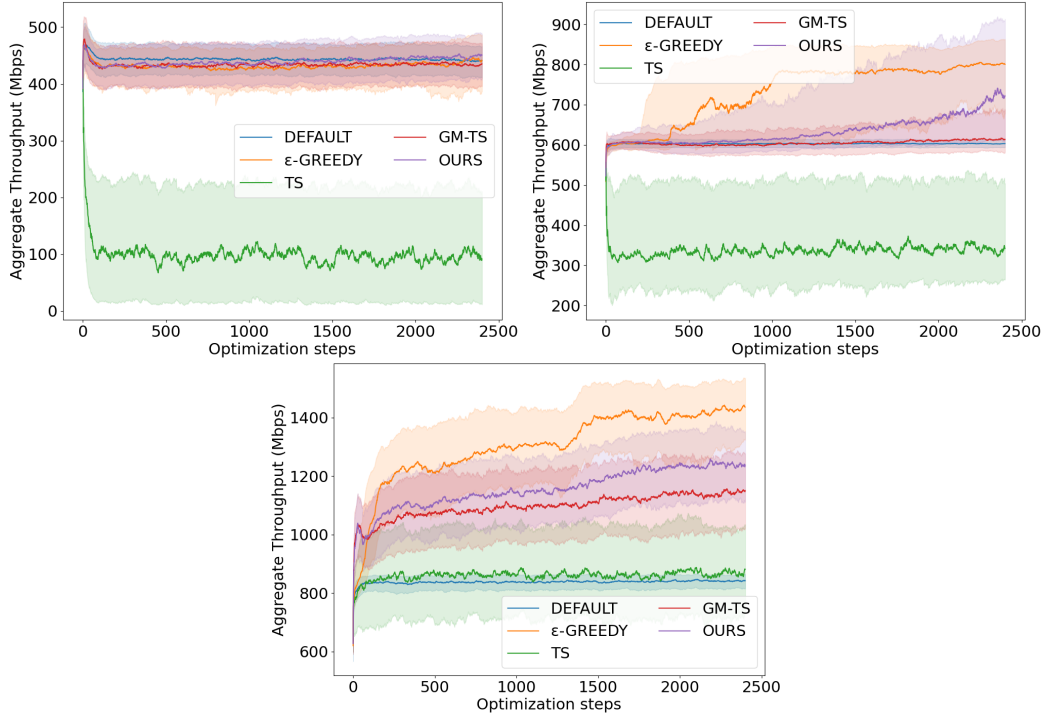 Aggregate Throughput (Mbps)
500
400
300
200
100
0
DEFAULT
ε-GREEDY
TS
GM-TS
OURS
0
500
1000
1500
2000
2500
Optimization steps
Aggregate Throughput (Mbps)
900
800
700
600
500
400
300
200
DEFAULT
ε-GREEDY
TS
GM-TS
OURS
0
500
1000
1500
2000
2500
Optimization steps
Aggregate Throughput (Mbps)
1400
1200
1000
800
600
DEFAULT
ε-GREEDY
TS
GM-TS
OURS
0
500
1000
1500
2000
2500
Optimization steps